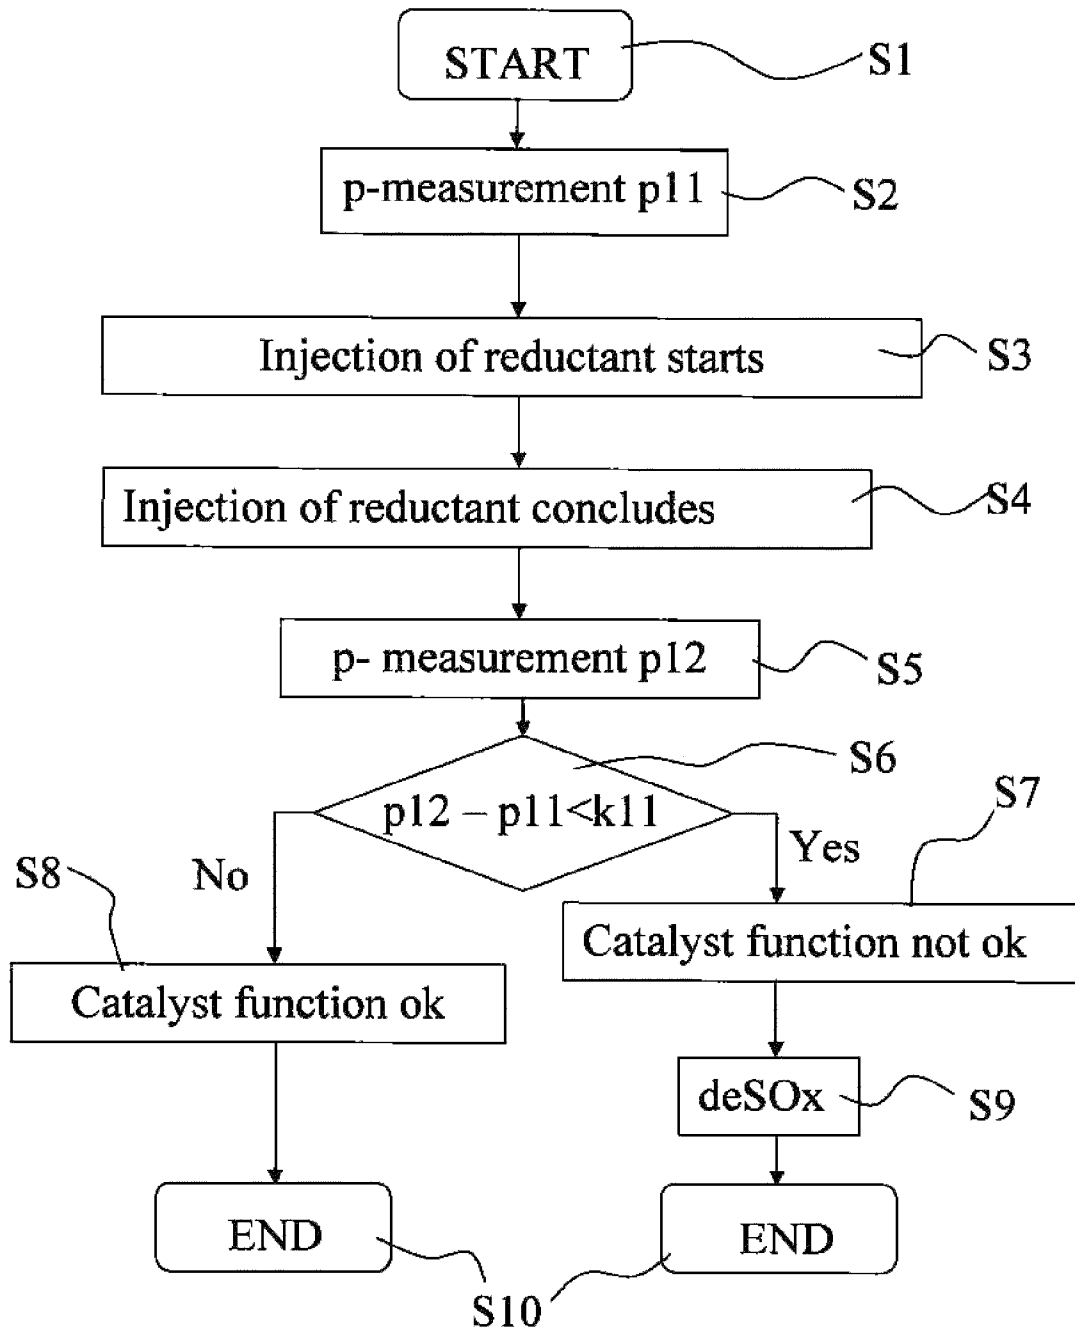 START
S1
p-measurement p11
S2
Injection of reductant starts
S3
Injection of reductant concludes
S4
p- measurement p12
S5
p12 – p11<k11
S6
No
Yes
S7
S8
Catalyst function not ok
Catalyst function ok
deSOx
S9
END
END
S10